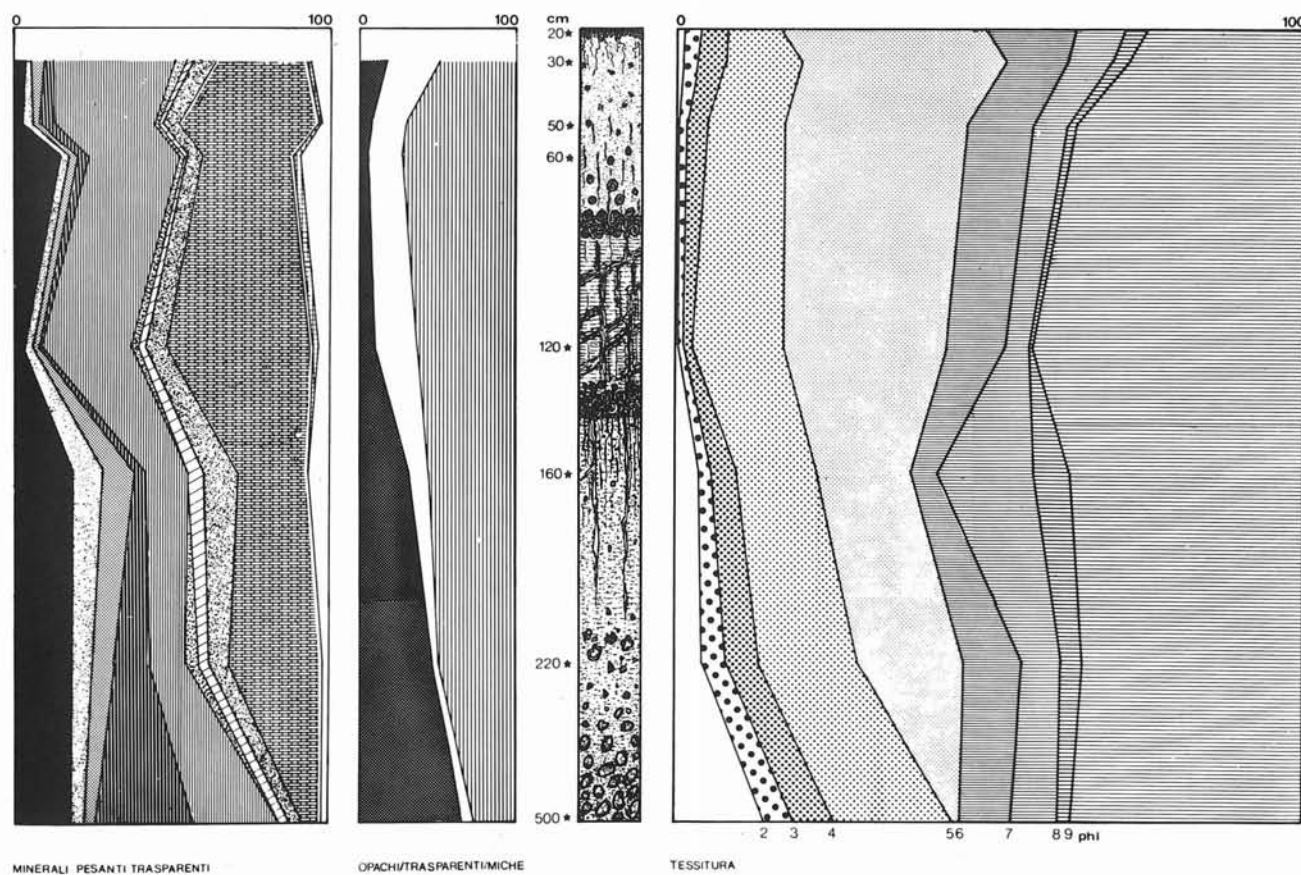 0 100 0 100 cm 0 100
20★
30★
50★
60★
120★
160★
220★
500★
2 3 4 5 6 7 8 9 phi
MINERALI PESANTI TRASPARENTI OPACHI/TRASPARENTI/MICHE TESSITURA